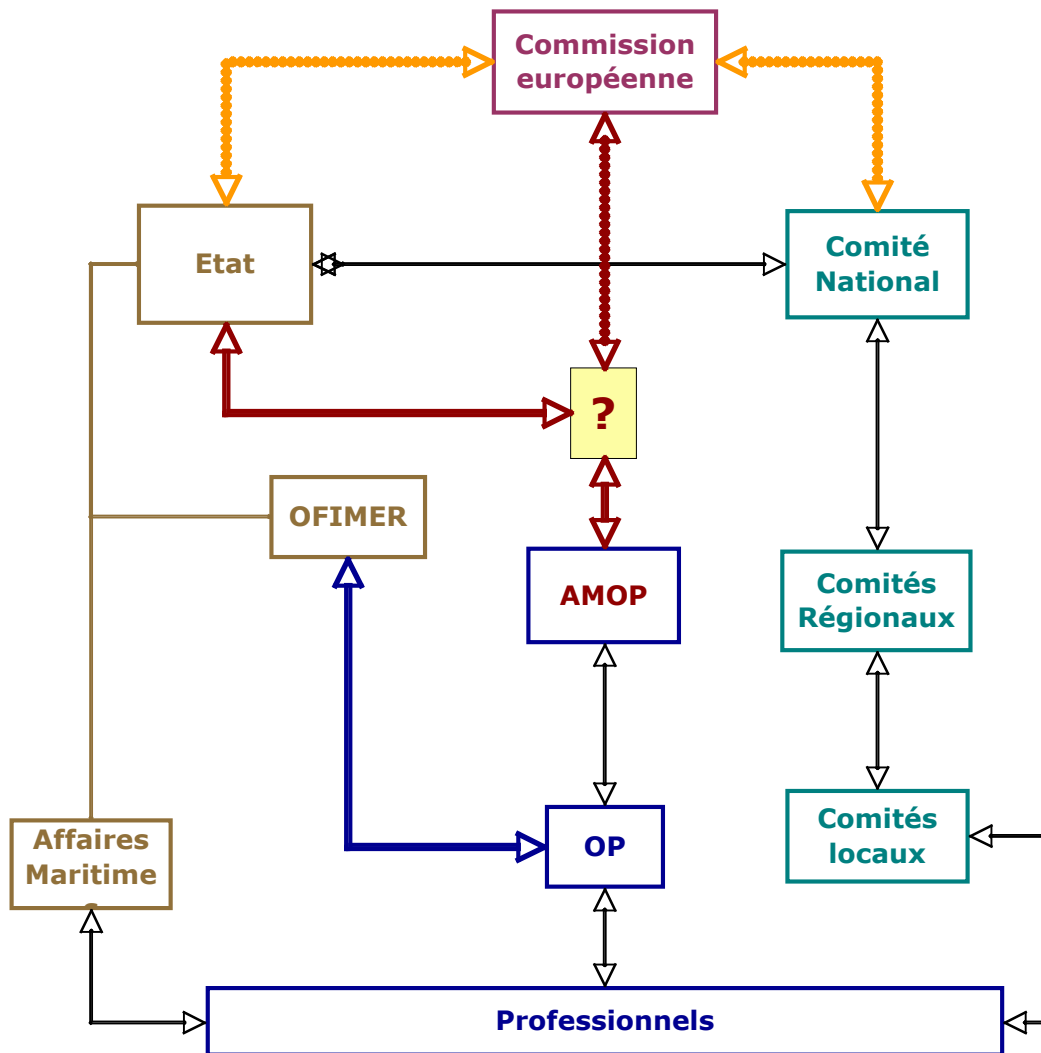 Commission
européenne
Etat
Comité
National
?
OFIMER
AMOP
Comités
Régionaux
Affaires
Maritime
OP
Comités
locaux
Professionnels